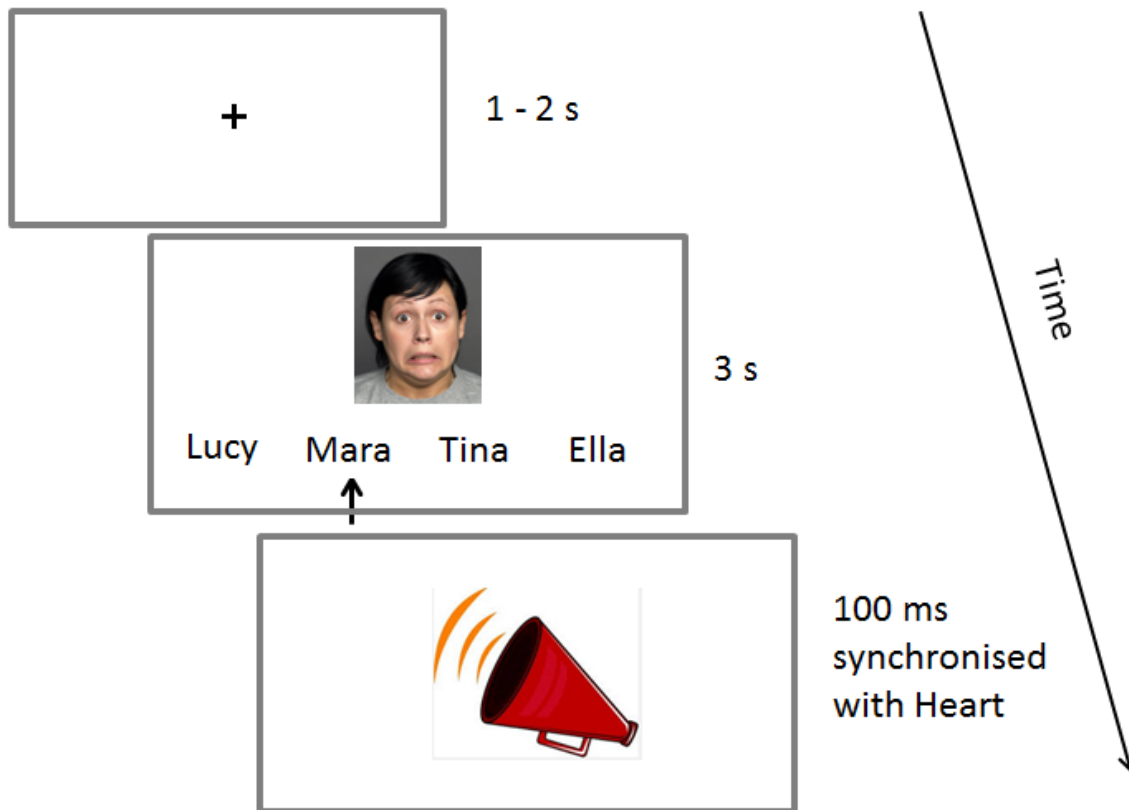 +
1 - 2 s
3 s
Lucy Mara Tina Ella
100 ms
synchronised
with Heart
Time